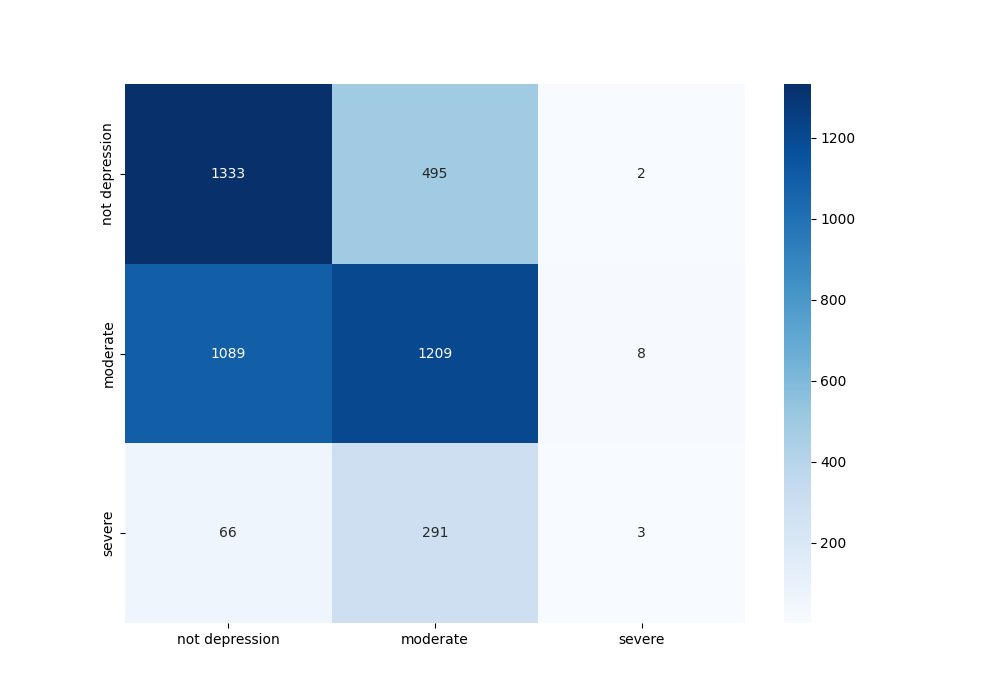 not depression 1333 495 2
moderate 1089 1209 8
severe 66 291 3
not depression moderate severe
1200
1000
800
600
400
200